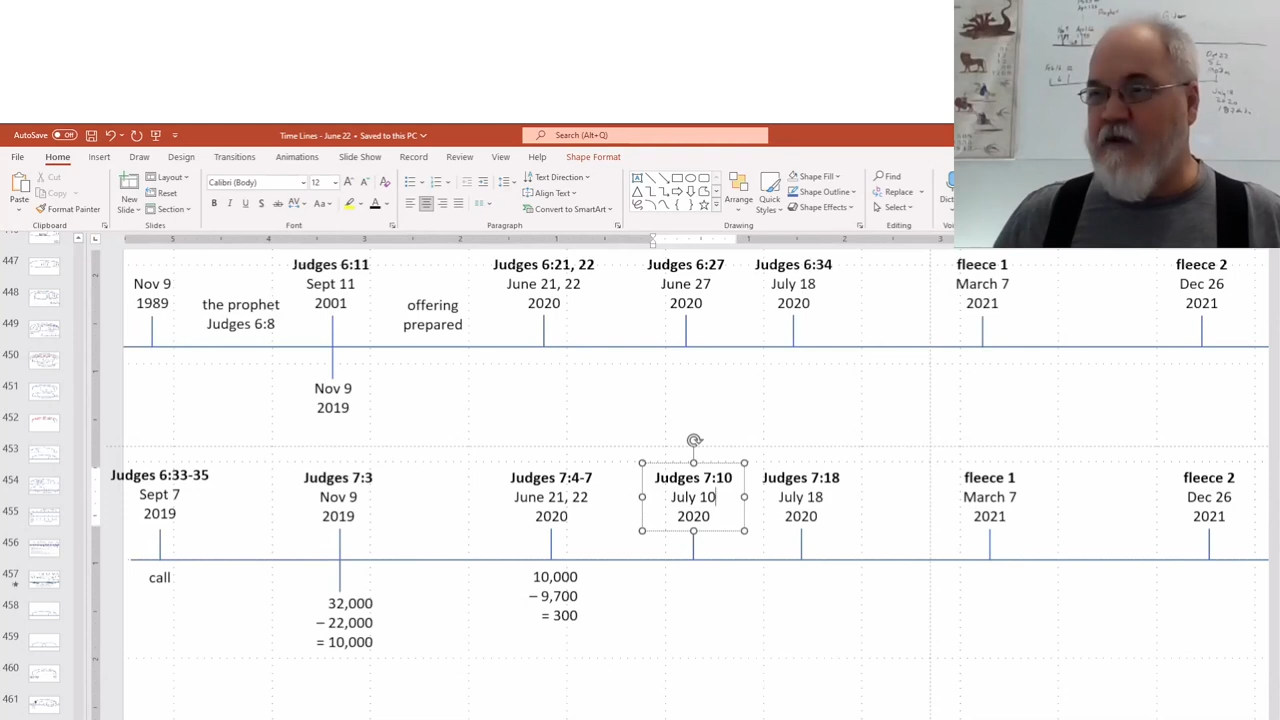 AutoSave Off
Time Lines - June 22 • Saved to this PC
Search (Alt+Q)
File Home Insert Draw Design Transitions Animations Slide Show Record Review View Help Shape Format
Paste
Cut
Copy
Format Painter
Clipboard
New Slide
Layout
Reset
Section
Slides
Calibri (Body) 12
Font
Text Direction
Align Text
Convert to SmartArt
Paragraph
Arrange
Quick Styles
Shape Fill
Shape Outline
Shape Effects
Drawing
Find
Replace
Select
Editing
447
448
449
450
451
452
453
454
455
456
457
458
459
460
461
Nov 9
1989
the prophet
Judges 6:8
Judges 6:11
Sept 11
2001
Nov 9
2019
offering
prepared
Judges 6:21, 22
June 21, 22
2020
Judges 6:27
June 27
2020
Judges 6:34
July 18
2020
fleece 1
March 7
2021
fleece 2
Dec 26
2021
Judges 6:33-35
Sept 7
2019
call
Judges 7:3
Nov 9
2019
32,000
– 22,000
= 10,000
Judges 7:4-7
June 21, 22
2020
10,000
– 9,700
= 300
Judges 7:10
July 10
2020
Judges 7:18
July 18
2020
fleece 1
March 7
2021
fleece 2
Dec 26
2021